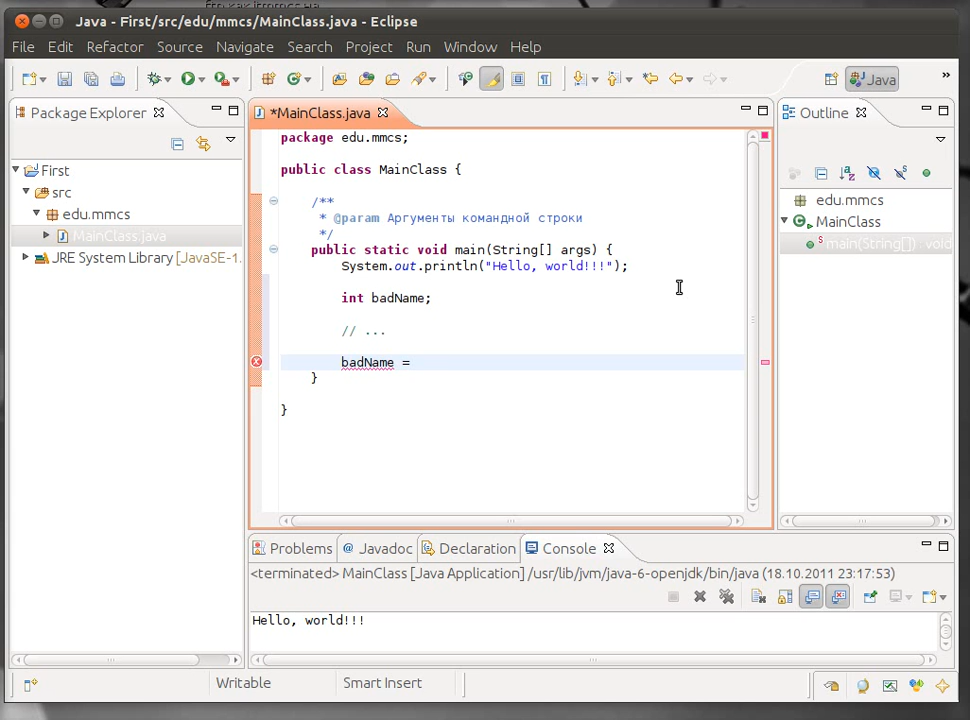 Java - First/src/edu/mmcs/MainClass.java - Eclipse
File Edit Refactor Source Navigate Search Project Run Window Help
Java »
Package Explorer
*MainClass.java
Outline
First
src
edu.mmcs
MainClass.java
JRE System Library [JavaSE-1.
package edu.mmcs;
public class MainClass {
/**
* @param Аргументы командной строки
*/
public static void main(String[] args) {
System.out.println("Hello, world!!!");
int badName;
// ...
badName =
}
}
edu.mmcs
MainClass
main(String[]) : void
Problems @ Javadoc Declaration Console
<terminated> MainClass [Java Application] /usr/lib/jvm/java-6-openjdk/bin/java (18.10.2011 23:17:53)
Hello, world!!!
Writable Smart Insert